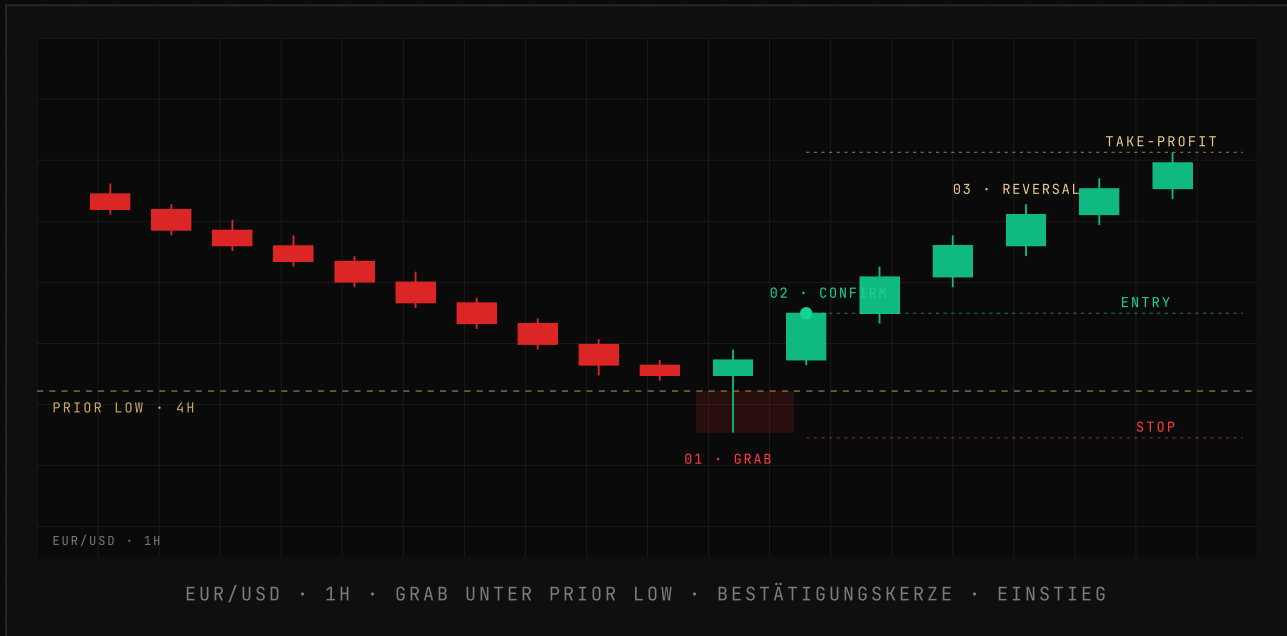 TAKE-PROFIT
03 · REVERSAL
02 · CONFIRM
ENTRY
PRIOR LOW · 4H
STOP
01 · GRAB
EUR/USD · 1H
EUR/USD · 1H · GRAB UNTER PRIOR LOW · BESTÄTIGUNGSKERZE · EINSTIEG